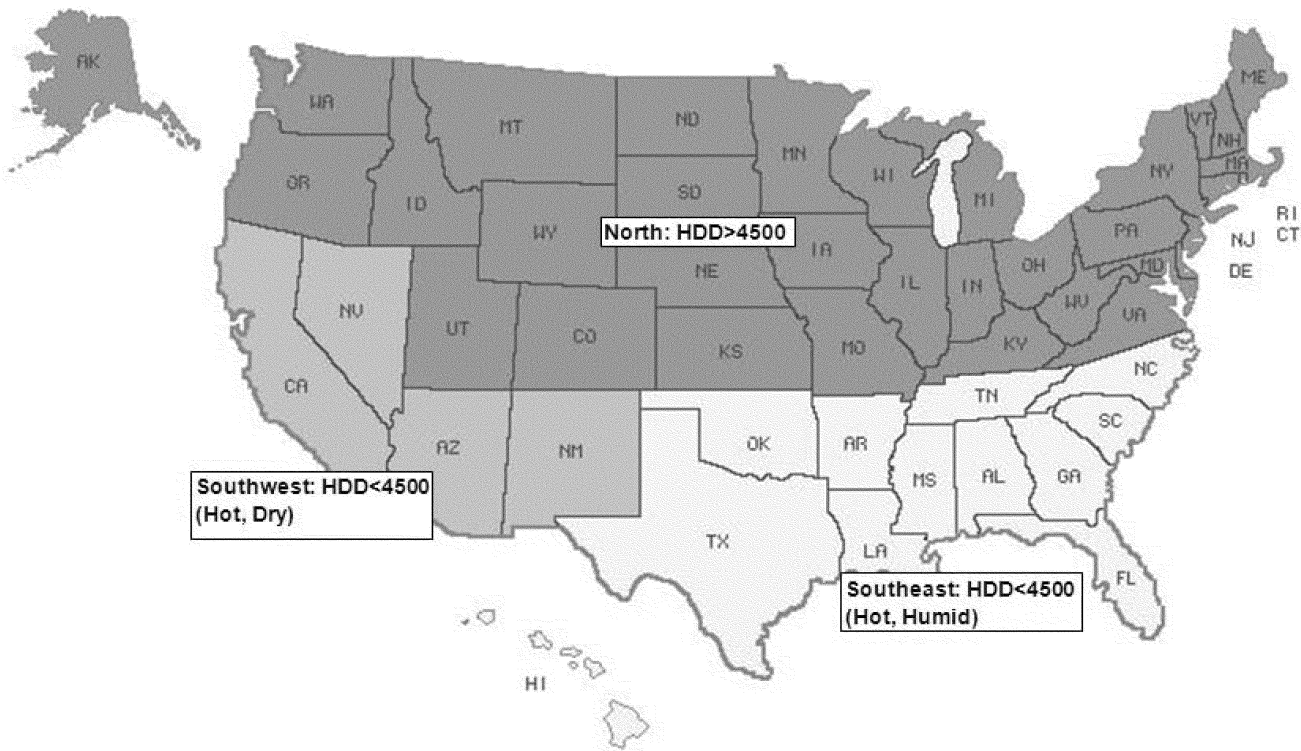 AK
WA
MT
ND
MN
ME
VT
NH
MA
NY
OR
ID
SD
WI
MI
RI
CT
WY
North: HDD>4500
IA
PA
NJ
DE
NE
OH
MD
IL
IN
NV
UT
CO
KS
MO
WV
VA
KY
CA
TN
NC
AZ
NM
OK
AR
SC
MS
AL
GA
Southwest: HDD<4500
(Hot, Dry)
TX
LA
FL
Southeast: HDD<4500
(Hot, Humid)
HI